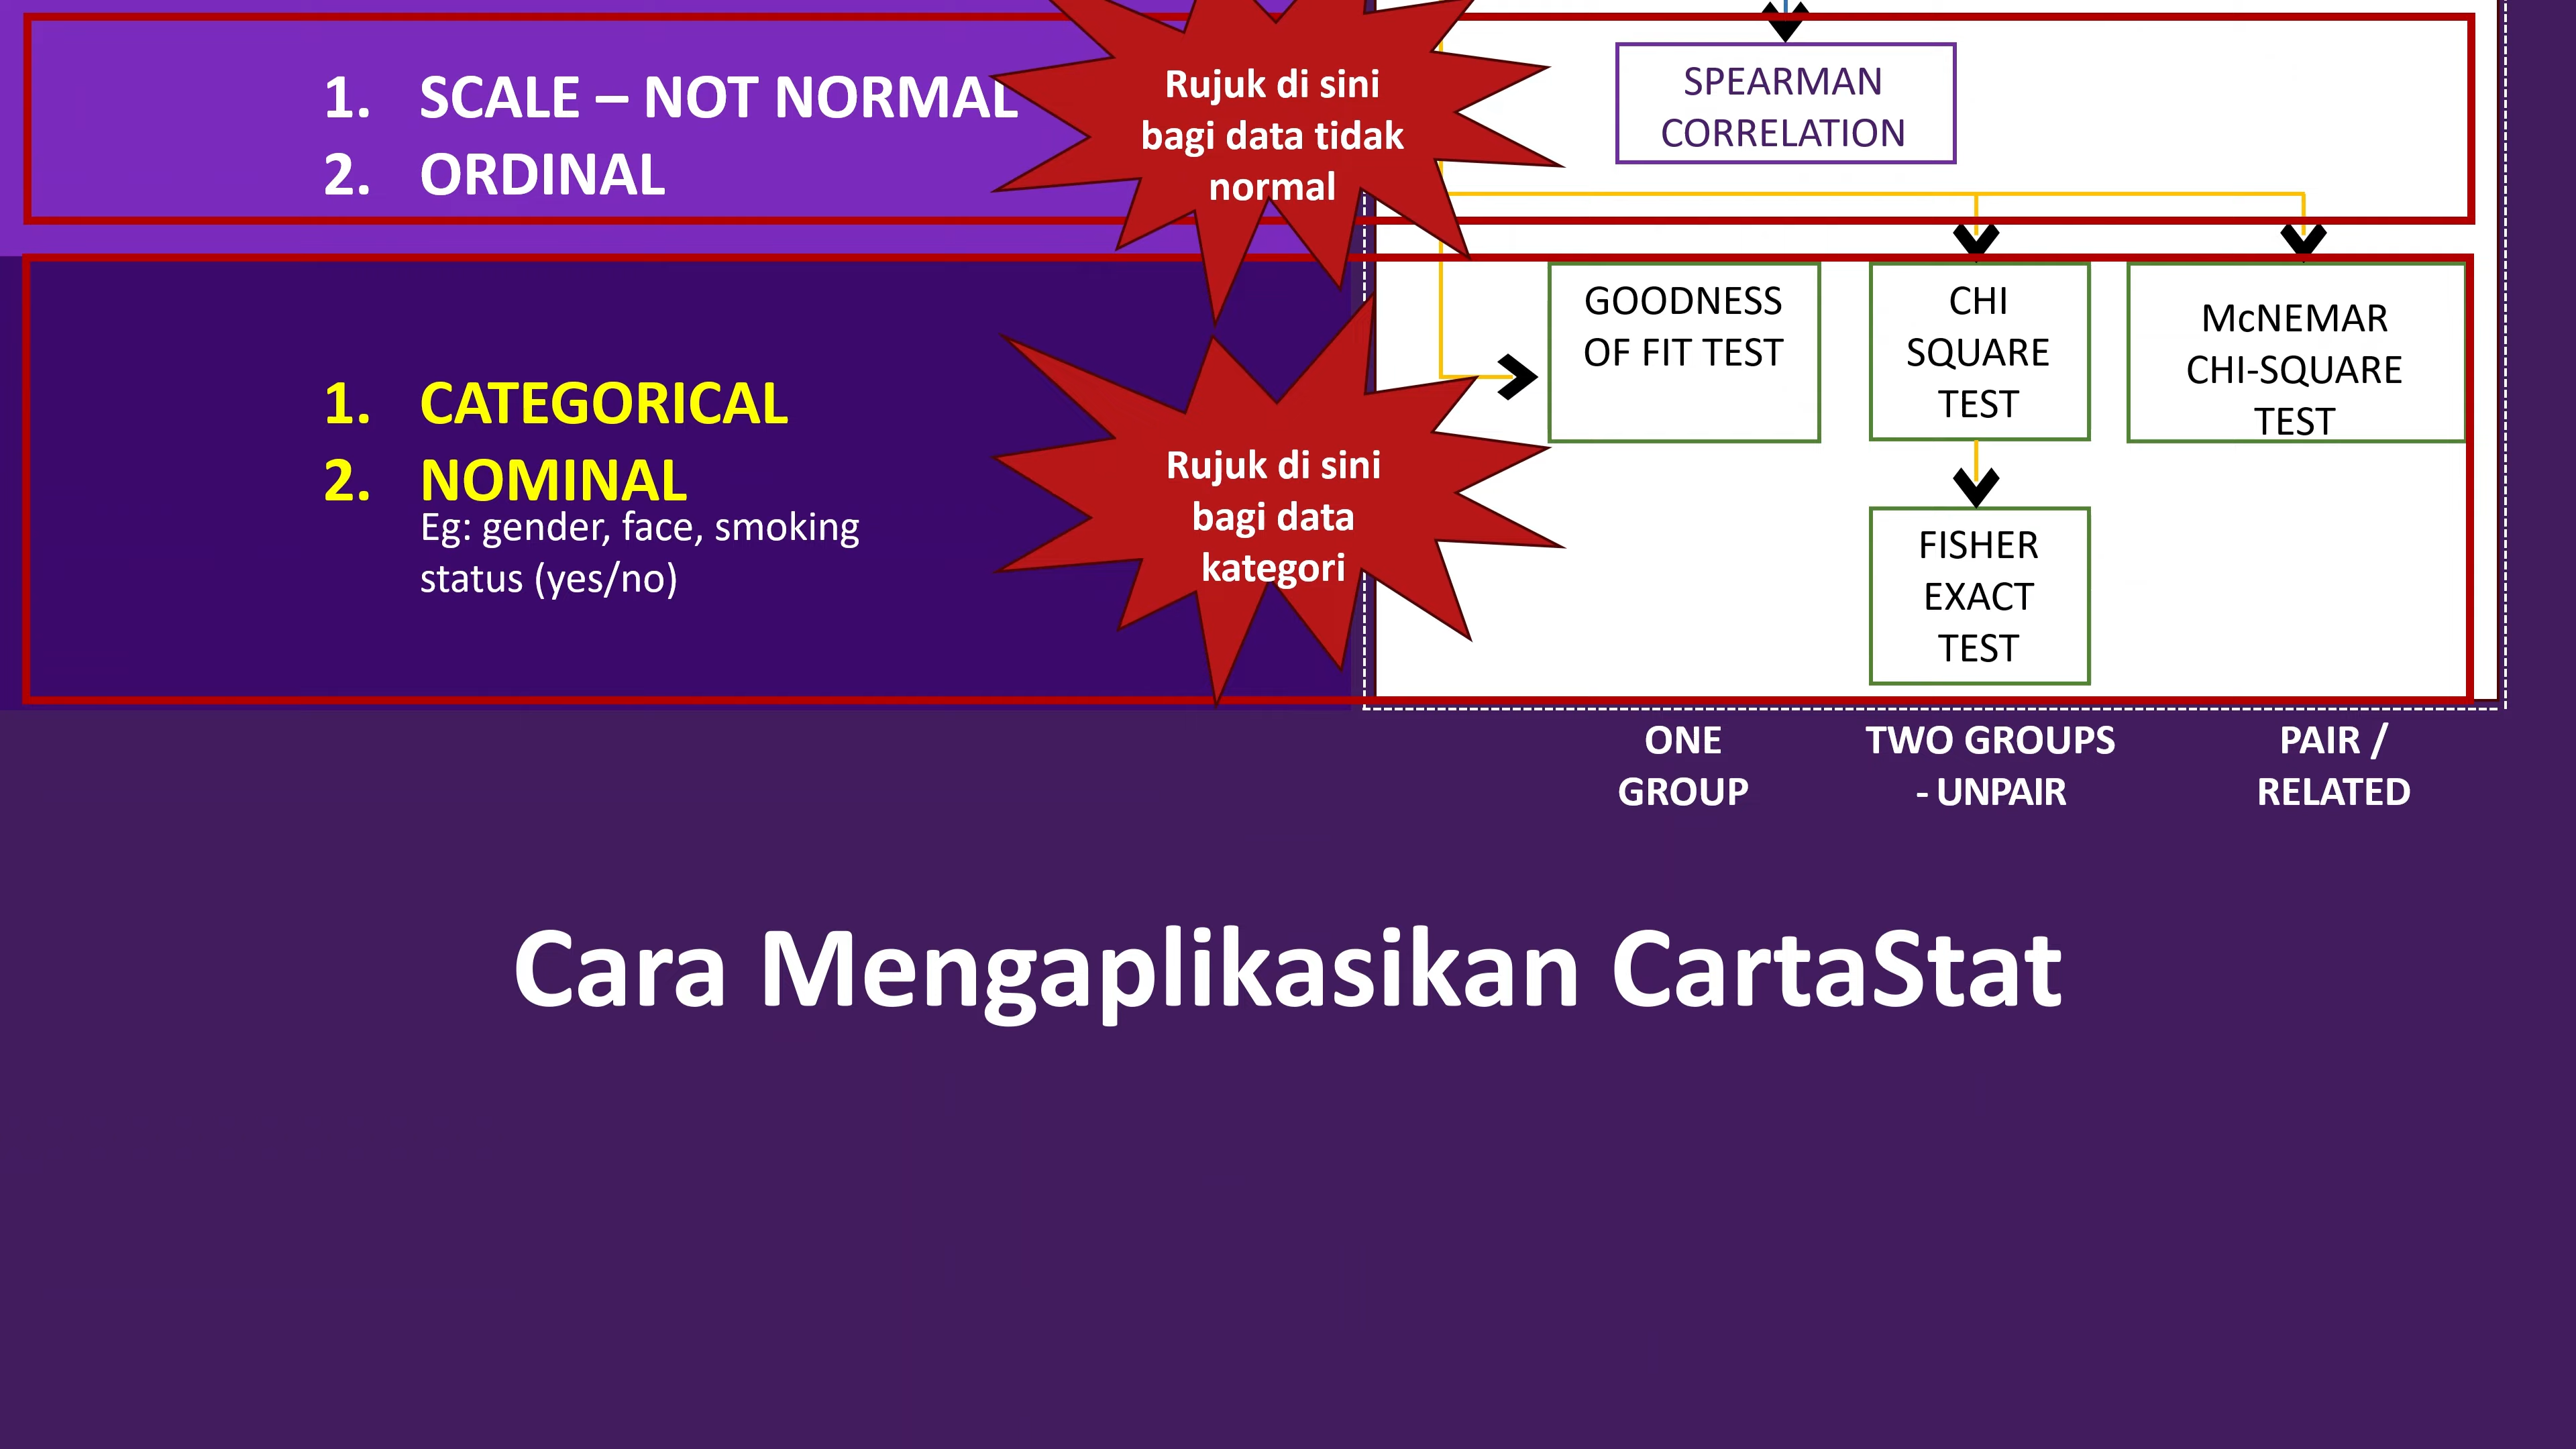 1. SCALE – NOT NORMAL
2. ORDINAL
Rujuk di sini
bagi data tidak
normal
SPEARMAN
CORRELATION
1. CATEGORICAL
2. NOMINAL
Eg: gender, face, smoking
status (yes/no)
Rujuk di sini
bagi data
kategori
GOODNESS
OF FIT TEST
CHI
SQUARE
TEST
McNEMAR
CHI-SQUARE
TEST
FISHER
EXACT
TEST
ONE
GROUP
TWO GROUPS
- UNPAIR
PAIR /
RELATED
Cara Mengaplikasikan CartaStat